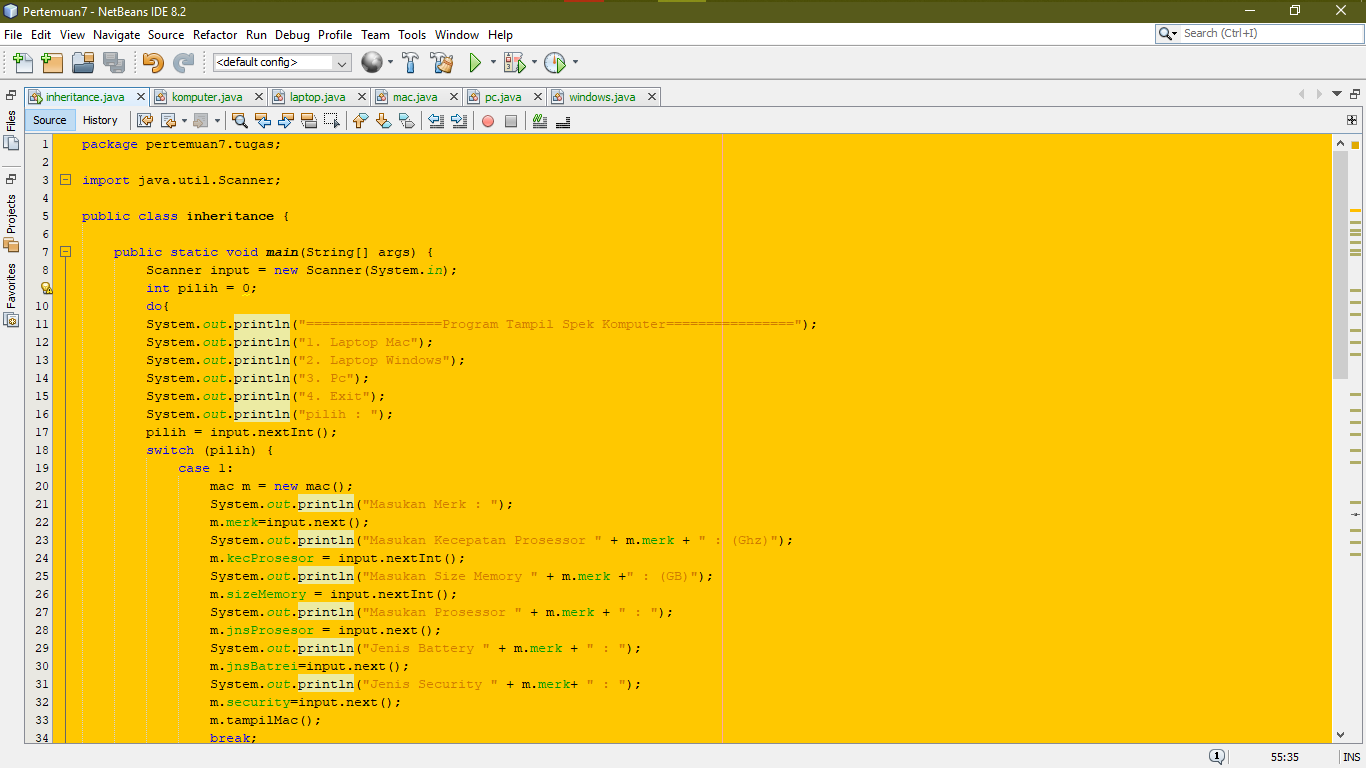 Pertemuan7 - NetBeans IDE 8.2
File Edit View Navigate Source Refactor Run Debug Profile Team Tools Window Help
Search (Ctrl+I)
<default config>
inheritance.java komputer.java laptop.java mac.java pc.java windows.java
Source History
Files
Projects
Favorites
1 package pertemuan7.tugas;
2
3 import java.util.Scanner;
4
5 public class inheritance {
6
7 public static void main(String[] args) {
8 Scanner input = new Scanner(System.in);
int pilih = 0;
10 do{
11 System.out.println("=================Program Tampil Spek Komputer================");
12 System.out.println("1. Laptop Mac");
13 System.out.println("2. Laptop Windows");
14 System.out.println("3. Pc");
15 System.out.println("4. Exit");
16 System.out.println("pilih : ");
17 pilih = input.nextInt();
18 switch (pilih) {
19 case 1:
20 mac m = new mac();
21 System.out.println("Masukan Merk : ");
22 m.merk=input.next();
23 System.out.println("Masukan Kecepatan Prosessor " + m.merk + " : (Ghz)");
24 m.kecProsesor = input.nextInt();
25 System.out.println("Masukan Size Memory " + m.merk +" : (GB)");
26 m.sizeMemory = input.nextInt();
27 System.out.println("Masukan Prosessor " + m.merk + " : ");
28 m.jnsProsesor = input.next();
29 System.out.println("Jenis Battery " + m.merk + " : ");
30 m.jnsBatrei=input.next();
31 System.out.println("Jenis Security " + m.merk+ " : ");
32 m.security=input.next();
33 m.tampilMac();
34 break;
1
55:35 INS